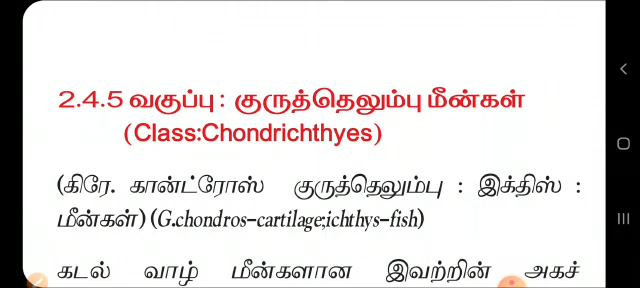 2.4.5 வகுப்பு : குருத்தெலும்பு மீன்கள்
(Class:Chondrichthyes)
(கிரே. கான்ட்ரோஸ் குருத்தெலும்பு : இக்திஸ் :
மீன்கள்) (G.chondros-cartilage;ichthys-fish)
கடல் வாழ் மீன்களான இவற்றின் அகச்